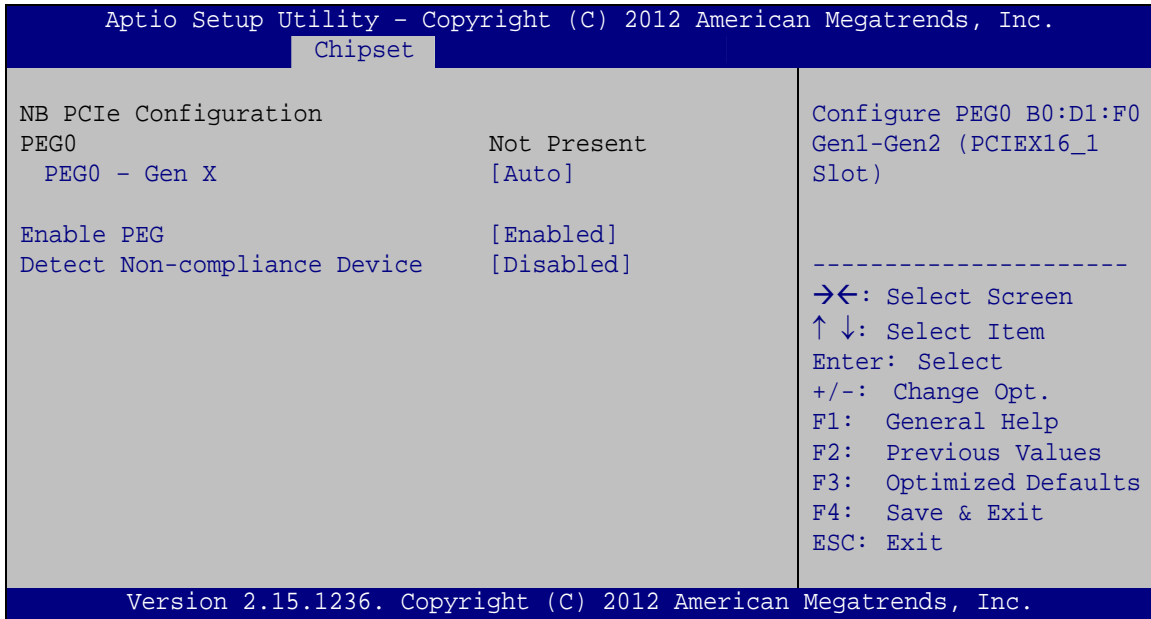 Aptio Setup Utility – Copyright (C) 2012 American Megatrends, Inc.
Chipset
NB PCIe Configuration
PEG0 Not Present
PEG0 – Gen X [Auto]
Enable PEG [Enabled]
Detect Non-compliance Device [Disabled]
Configure PEG0 B0:D1:F0
Gen1-Gen2 (PCIEX16_1
Slot)
----------------------
→←: Select Screen
↑ ↓: Select Item
Enter: Select
+/-: Change Opt.
F1: General Help
F2: Previous Values
F3: Optimized Defaults
F4: Save & Exit
ESC: Exit
Version 2.15.1236. Copyright (C) 2012 American Megatrends, Inc.